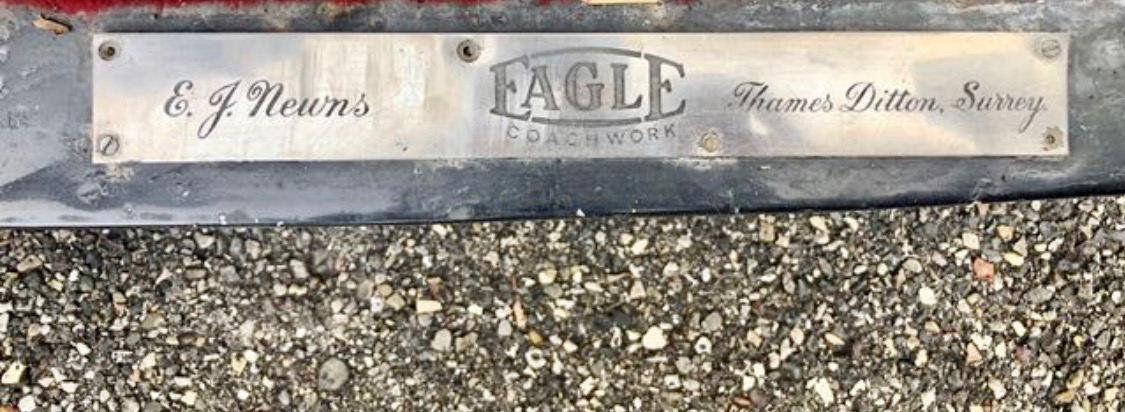 E. J. Newns
EAGLE
COACHWORK
Thames Ditton, Surrey.